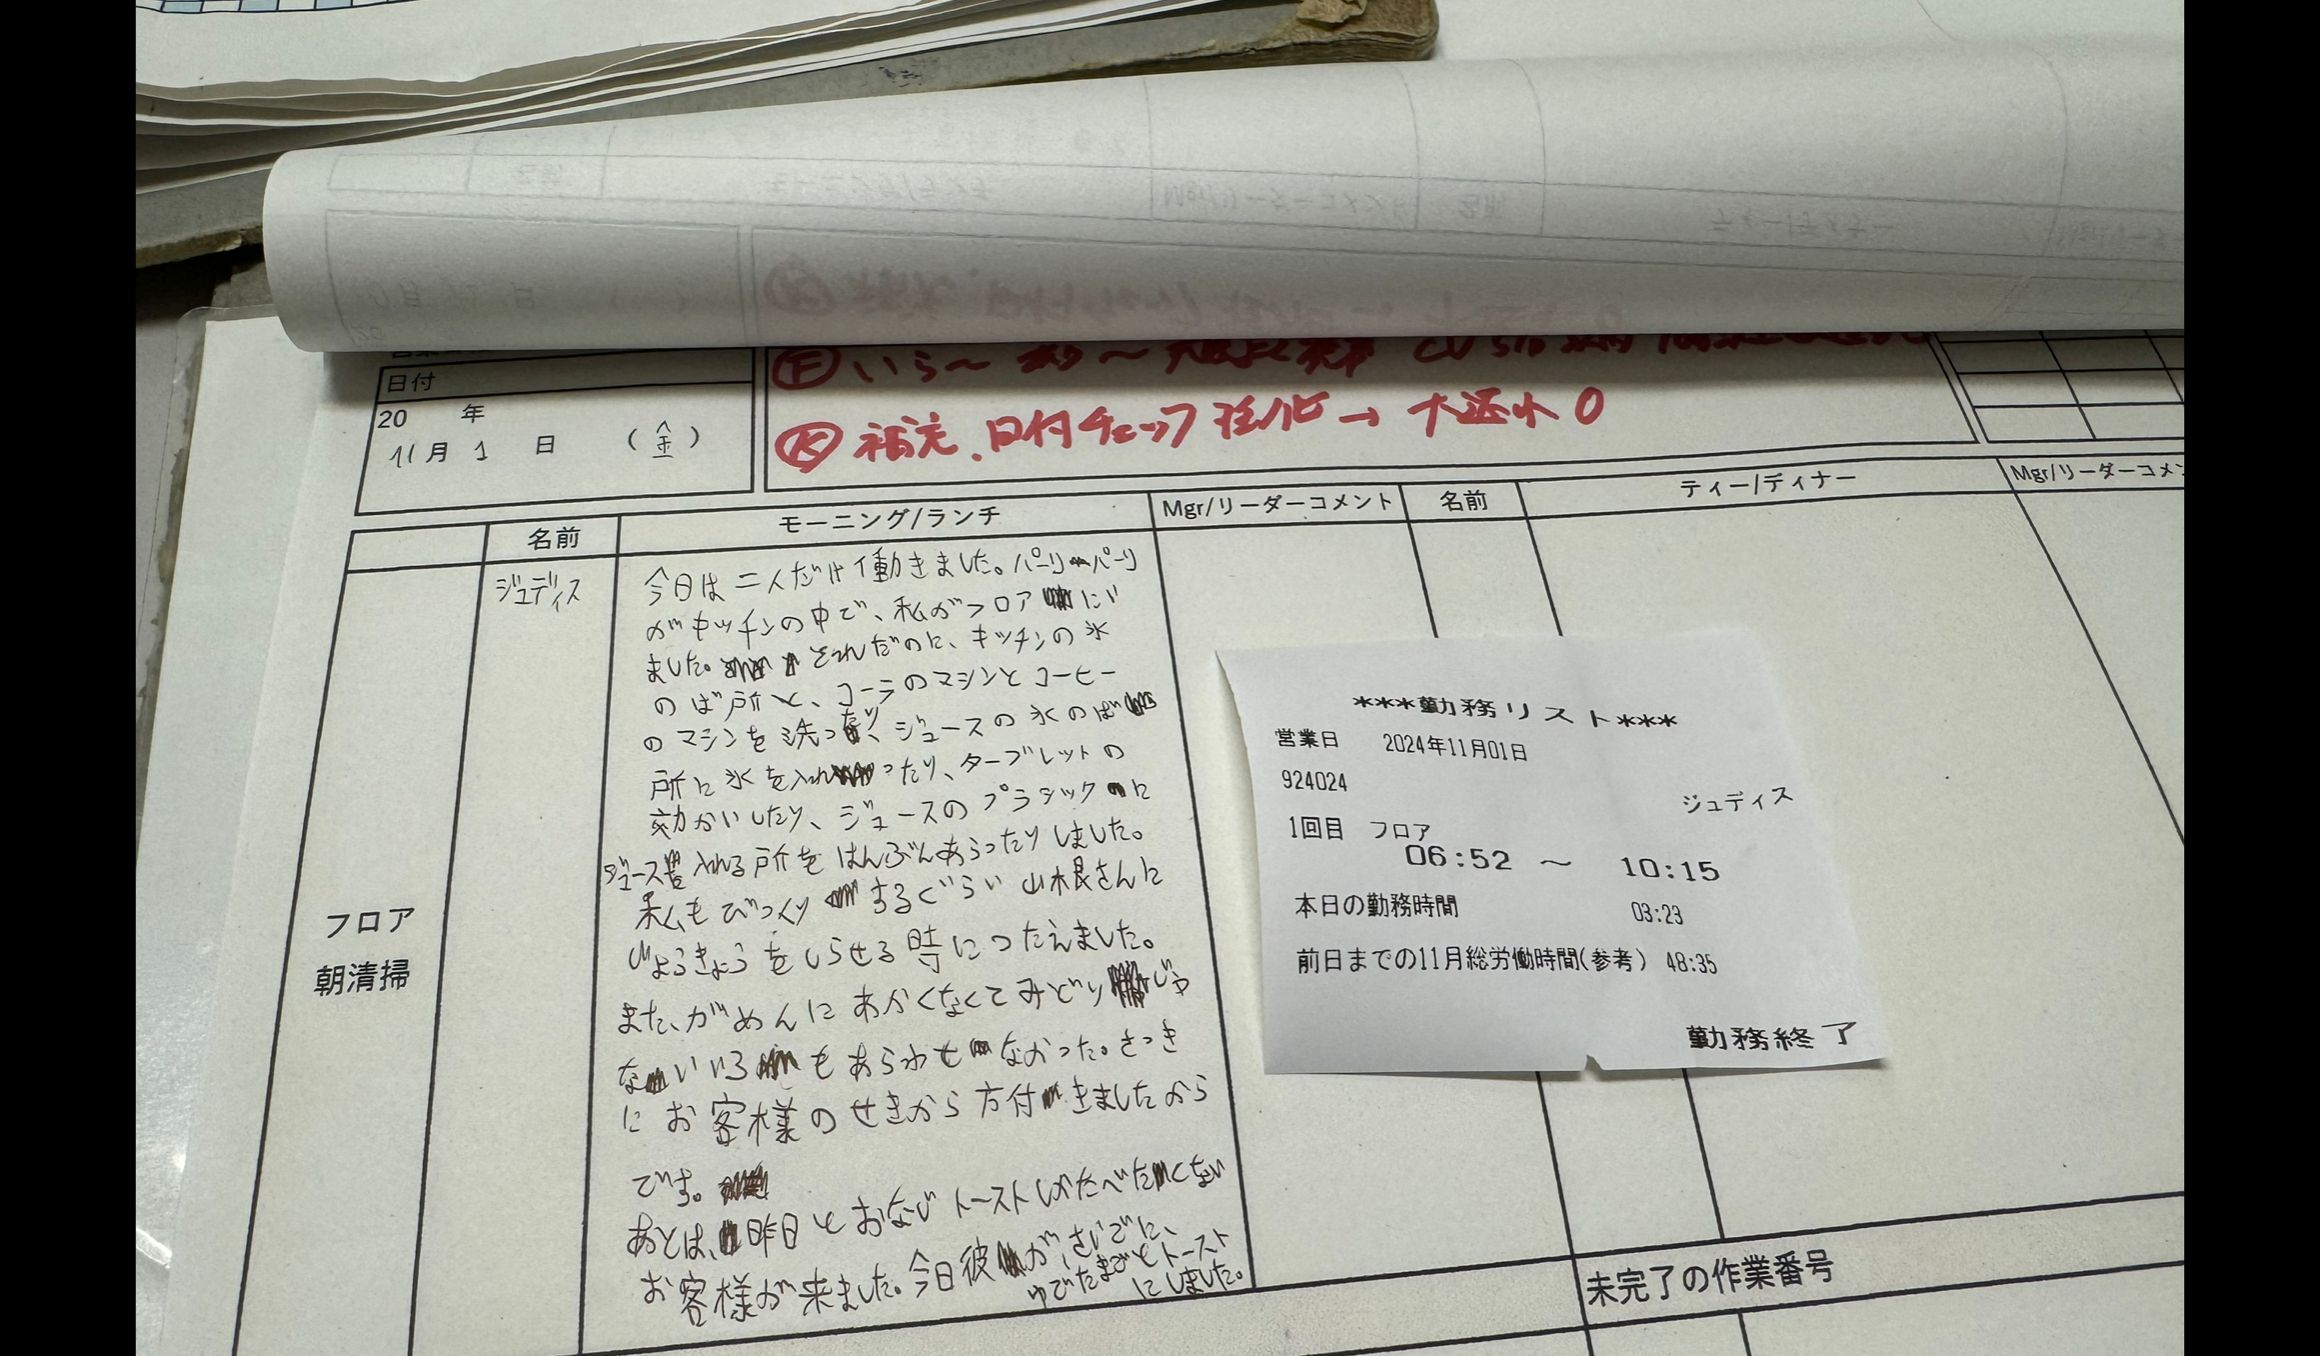 日付
20 年
11月 1 日 (金)
Ⓚ 補充、日付チェック強化 → 0
名前
モーニング/ランチ
Mgr/リーダーコメント
名前
ティー/ディナー
Mgr/リーダーコメン
ジュディス
今日は二人だけ働きました。パーリーパーリ
がキッチンの中で、私がフロアにい
ました。それだのに、キッチンの氷
のば所と、コーラのマシンとコーヒー
のマシンを洗ったり、ジュースの氷のば
所に氷を入れったり、ターブレットの
かいしたり、ジュースのプラシックに
ジュース入れる所をはんぶんあらったりしました。
私もびっくりするぐらい山根さんに
じょうきょうをしらせる時につたえました。
また、がめんにあかくなくてみどりじゃ
ないいろもあらわせなかった。さっき
にお客様のせきから方付きましたから
です。
あとは、昨日とおなじトーストしかたべたくない
お客様が来ました。今日彼が、さいごに、
ゆでたまごとトースト
にしました。
フロア
朝清掃
***勤務リスト***
営業日 2024年11月01日
924024
ジュディス
1回目 フロア
06:52 ～ 10:15
本日の勤務時間 03:23
前日までの11月総労働時間(参考) 48:35
勤務終了
未完了の作業番号